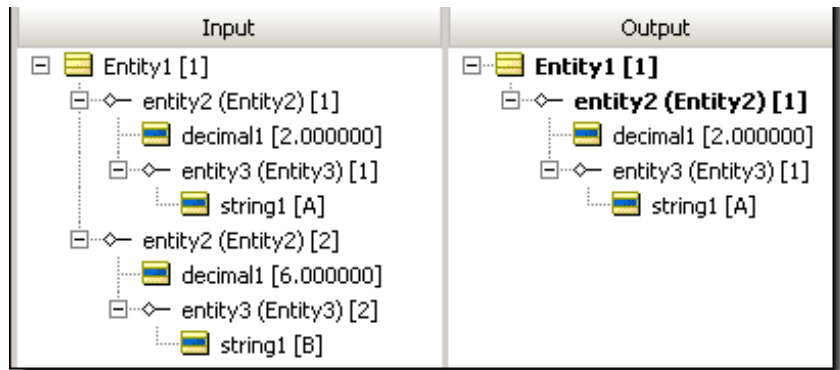 Input
Entity1 [1]
entity2 (Entity2) [1]
decimal1 [2.000000]
entity3 (Entity3) [1]
string1 [A]
entity2 (Entity2) [2]
decimal1 [6.000000]
entity3 (Entity3) [2]
string1 [B]
Output
Entity1 [1]
entity2 (Entity2) [1]
decimal1 [2.000000]
entity3 (Entity3) [1]
string1 [A]